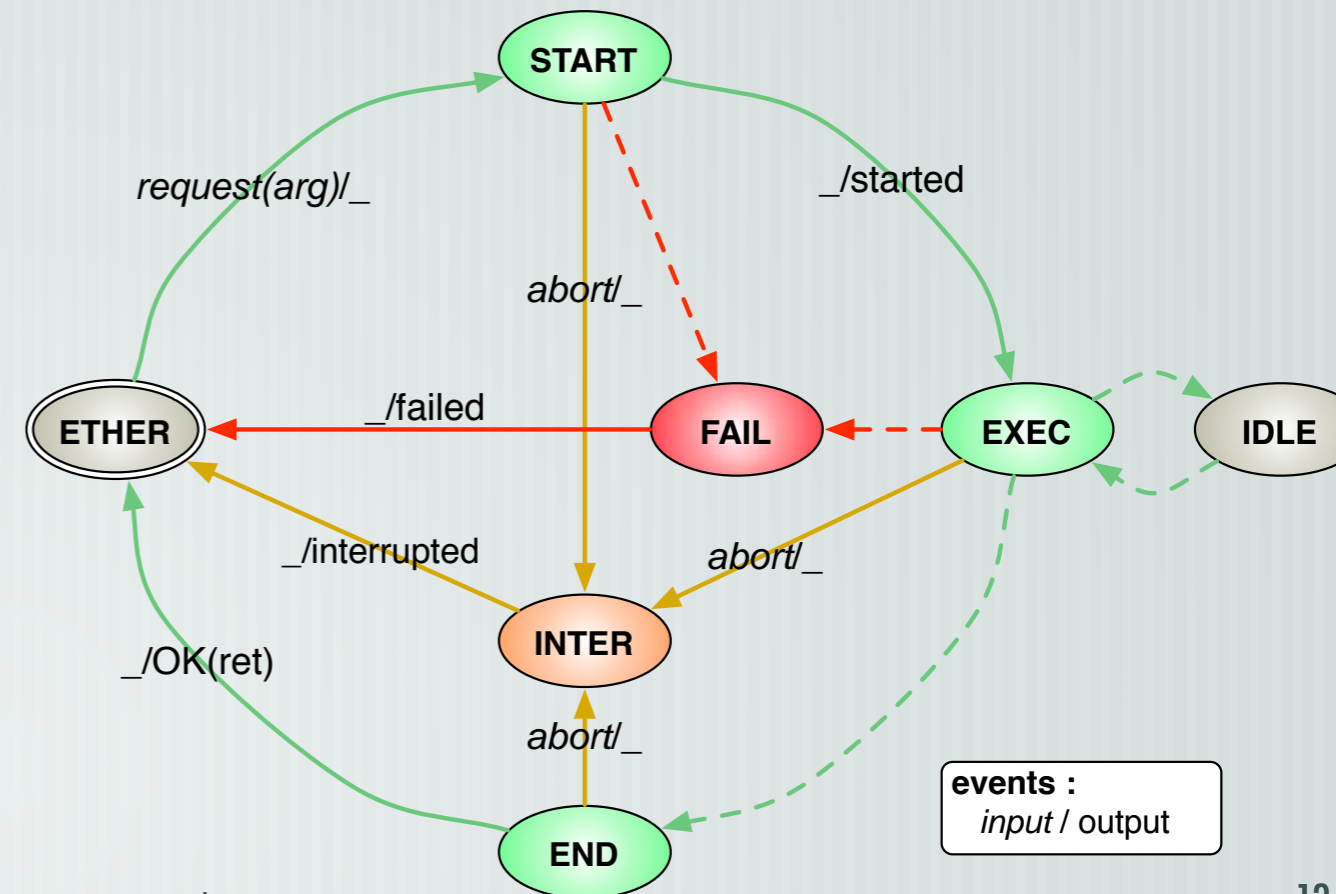 START
request(arg)/_
_/started
abort/_
ETHER
_/failed
FAIL
EXEC
IDLE
_/interrupted
abort/_
INTER
_/OK(ret)
abort/_
events :
input / output
END